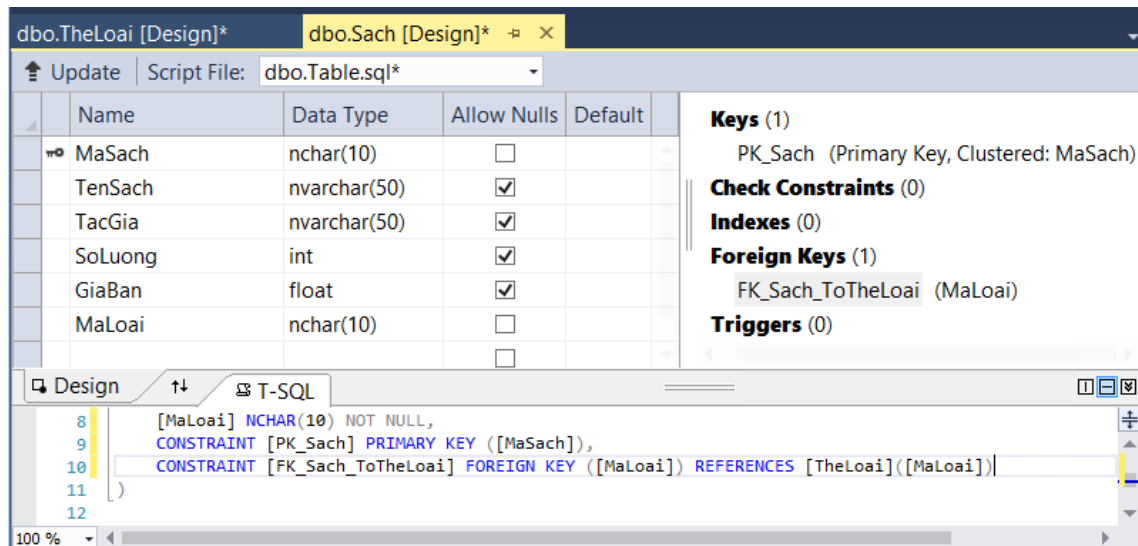 dbo.TheLoai [Design]* dbo.Sach [Design]*
Update Script File: dbo.Table.sql*
Name Data Type Allow Nulls Default
MaSach nchar(10)
TenSach nvarchar(50)
TacGia nvarchar(50)
SoLuong int
GiaBan float
MaLoai nchar(10)
Keys (1)
PK_Sach (Primary Key, Clustered: MaSach)
Check Constraints (0)
Indexes (0)
Foreign Keys (1)
FK_Sach_ToTheLoai (MaLoai)
Triggers (0)
Design T-SQL
8 [MaLoai] NCHAR(10) NOT NULL,
9 CONSTRAINT [PK_Sach] PRIMARY KEY ([MaSach]),
10 CONSTRAINT [FK_Sach_ToTheLoai] FOREIGN KEY ([MaLoai]) REFERENCES [TheLoai]([MaLoai])
11 )
12
100 %